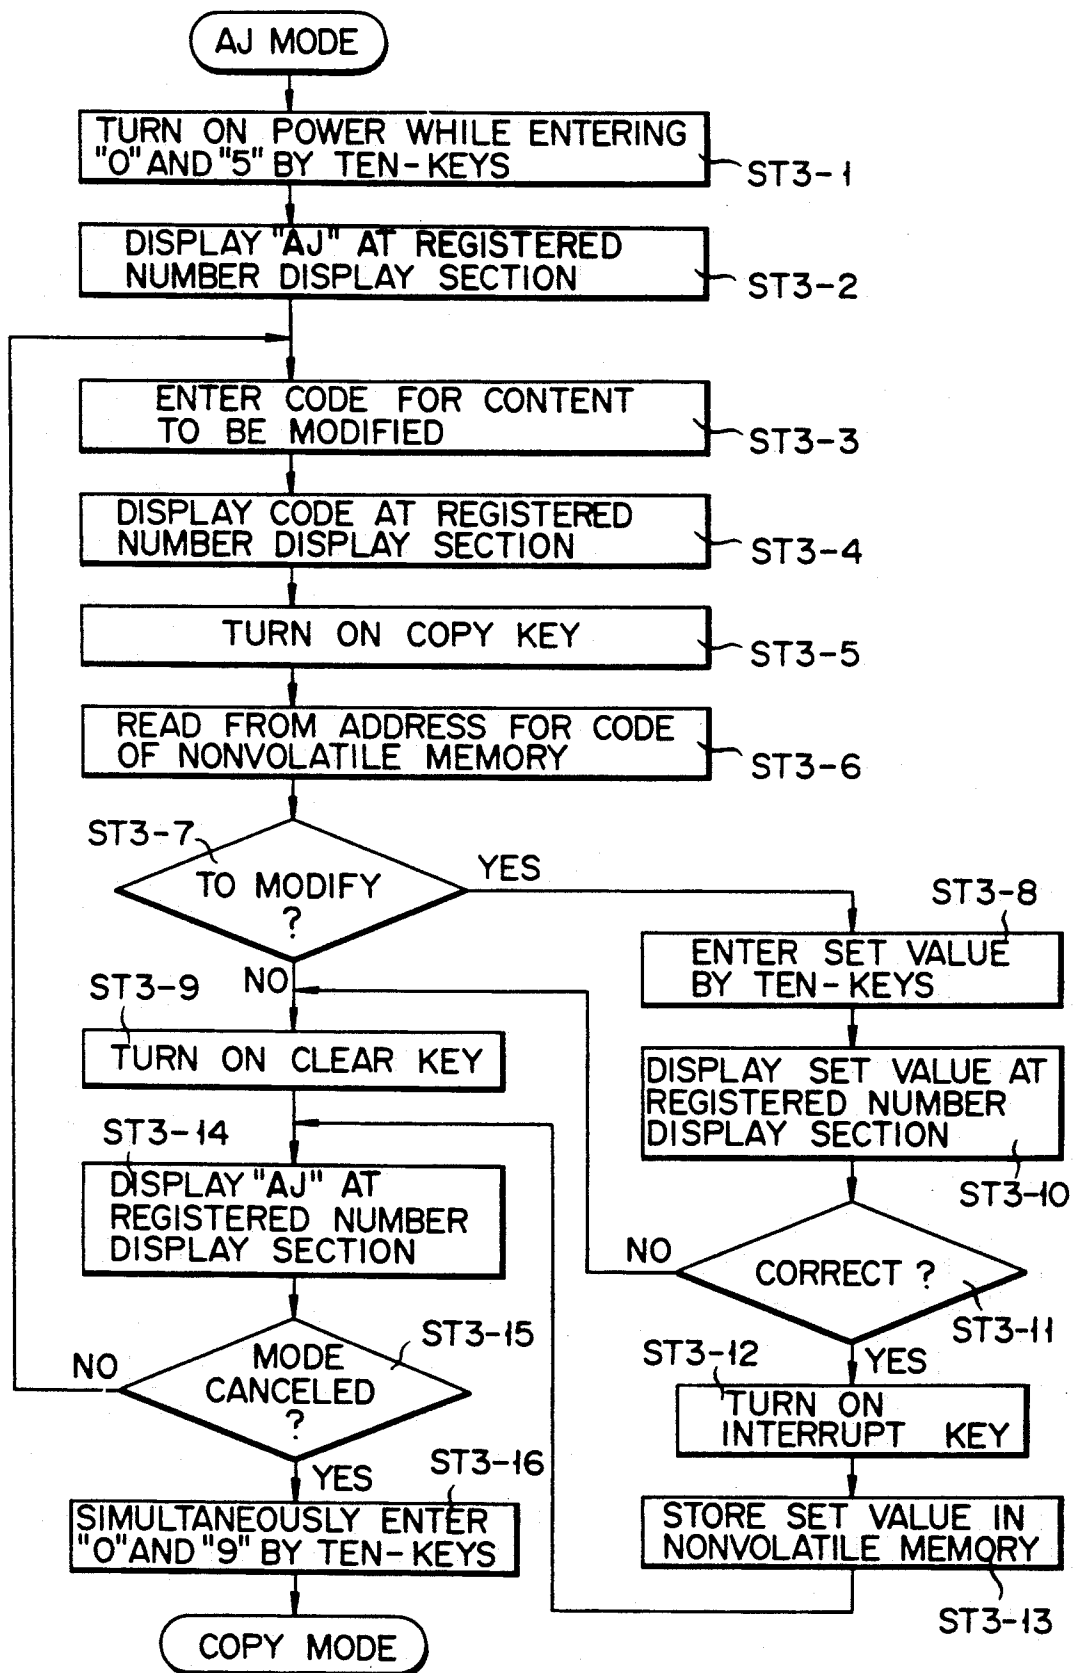 AJ MODE
TURN ON POWER WHILE ENTERING
"0" AND "5" BY TEN-KEYS
ST3-1
DISPLAY "AJ" AT REGISTERED
NUMBER DISPLAY SECTION
ST3-2
ENTER CODE FOR CONTENT
TO BE MODIFIED
ST3-3
DISPLAY CODE AT REGISTERED
NUMBER DISPLAY SECTION
ST3-4
TURN ON COPY KEY
ST3-5
READ FROM ADDRESS FOR CODE
OF NONVOLATILE MEMORY
ST3-6
ST3-7
TO MODIFY
?
YES
NO
ST3-8
ENTER SET VALUE
BY TEN-KEYS
ST3-9
TURN ON CLEAR KEY
DISPLAY SET VALUE AT
REGISTERED NUMBER
DISPLAY SECTION
ST3-10
ST3-14
DISPLAY "AJ" AT
REGISTERED NUMBER
DISPLAY SECTION
NO
CORRECT ?
ST3-11
YES
ST3-15
NO
MODE
CANCELED
?
YES
ST3-12
TURN ON
INTERRUPT KEY
ST3-16
SIMULTANEOUSLY ENTER
"0" AND "9" BY TEN-KEYS
STORE SET VALUE IN
NONVOLATILE MEMORY
ST3-13
COPY MODE